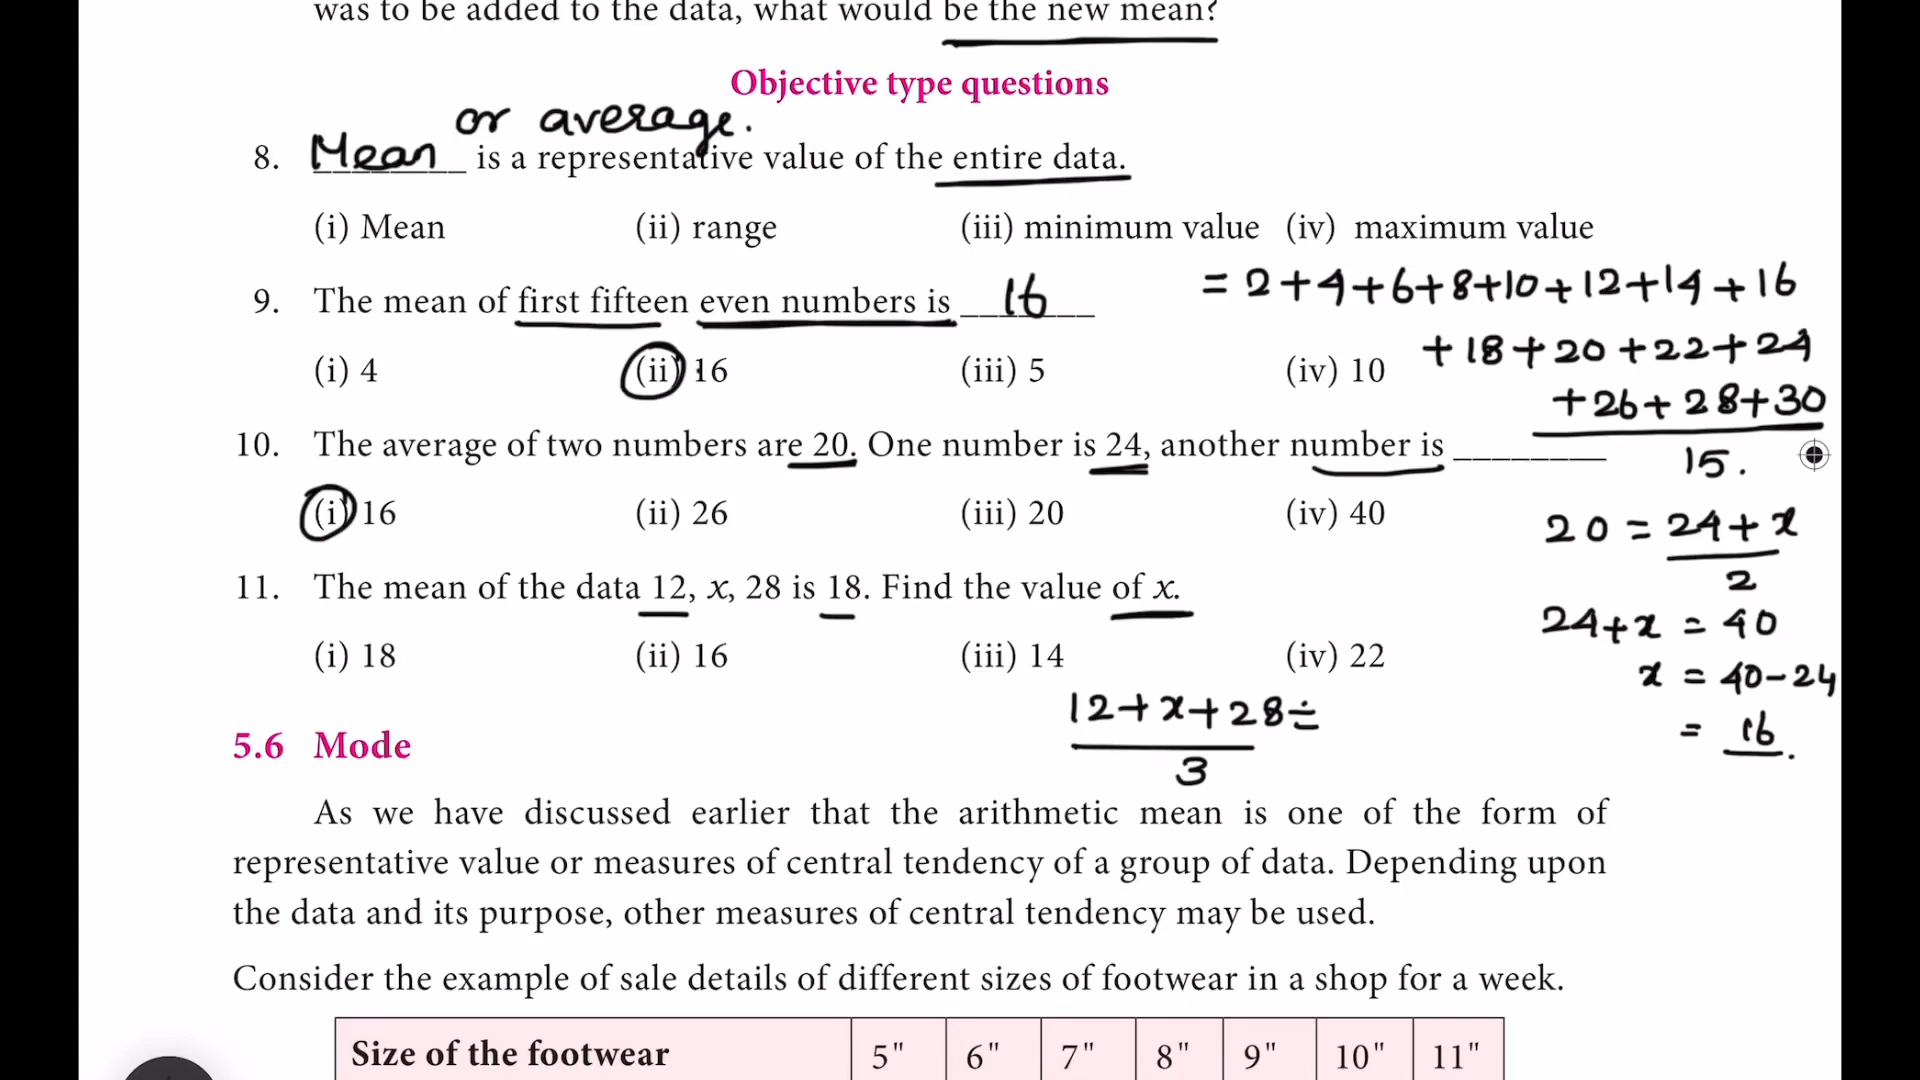 was to be added to the data, what would be the new mean?
Objective type questions
or average.
8. Mean is a representative value of the entire data.
(i) Mean (ii) range (iii) minimum value (iv) maximum value
9. The mean of first fifteen even numbers is 16
= 2+4+6+8+10+12+14+16
+18+20+22+24
+26+28+30
15.
(i) 4 (ii) 16 (iii) 5 (iv) 10
10. The average of two numbers are 20. One number is 24, another number is ________
(i) 16 (ii) 26 (iii) 20 (iv) 40
20 = 24+x
2
24+x = 40
x = 40-24
= 16.
11. The mean of the data 12, x, 28 is 18. Find the value of x.
(i) 18 (ii) 16 (iii) 14 (iv) 22
12+x+28÷
3
5.6 Mode
As we have discussed earlier that the arithmetic mean is one of the form of
representative value or measures of central tendency of a group of data. Depending upon
the data and its purpose, other measures of central tendency may be used.
Consider the example of sale details of different sizes of footwear in a shop for a week.
Size of the footwear 5" 6" 7" 8" 9" 10" 11"